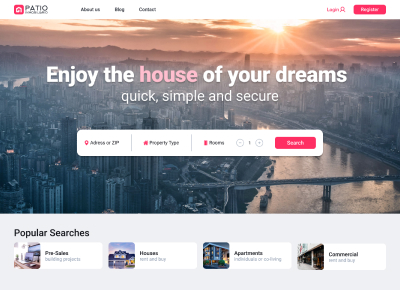 PATIO
About us
Blog
Contact
Login
Register
Enjoy the house of your dreams
quick, simple and secure
Adress or ZIP
Property Type
Rooms
1
Search
Popular Searches
Pre-Sales
building projects
Houses
rent and buy
Apartments
individuals or co-living
Commercial
rent and buy